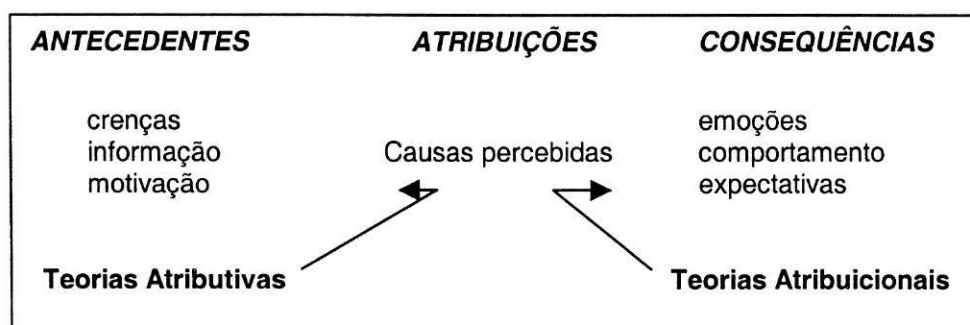 ANTECEDENTES ATRIBUIÇÕES CONSEQUÊNCIAS
crenças emoções
informação Causas percebidas comportamento
motivação expectativas
Teorias Atributivas Teorias Atribuicionais